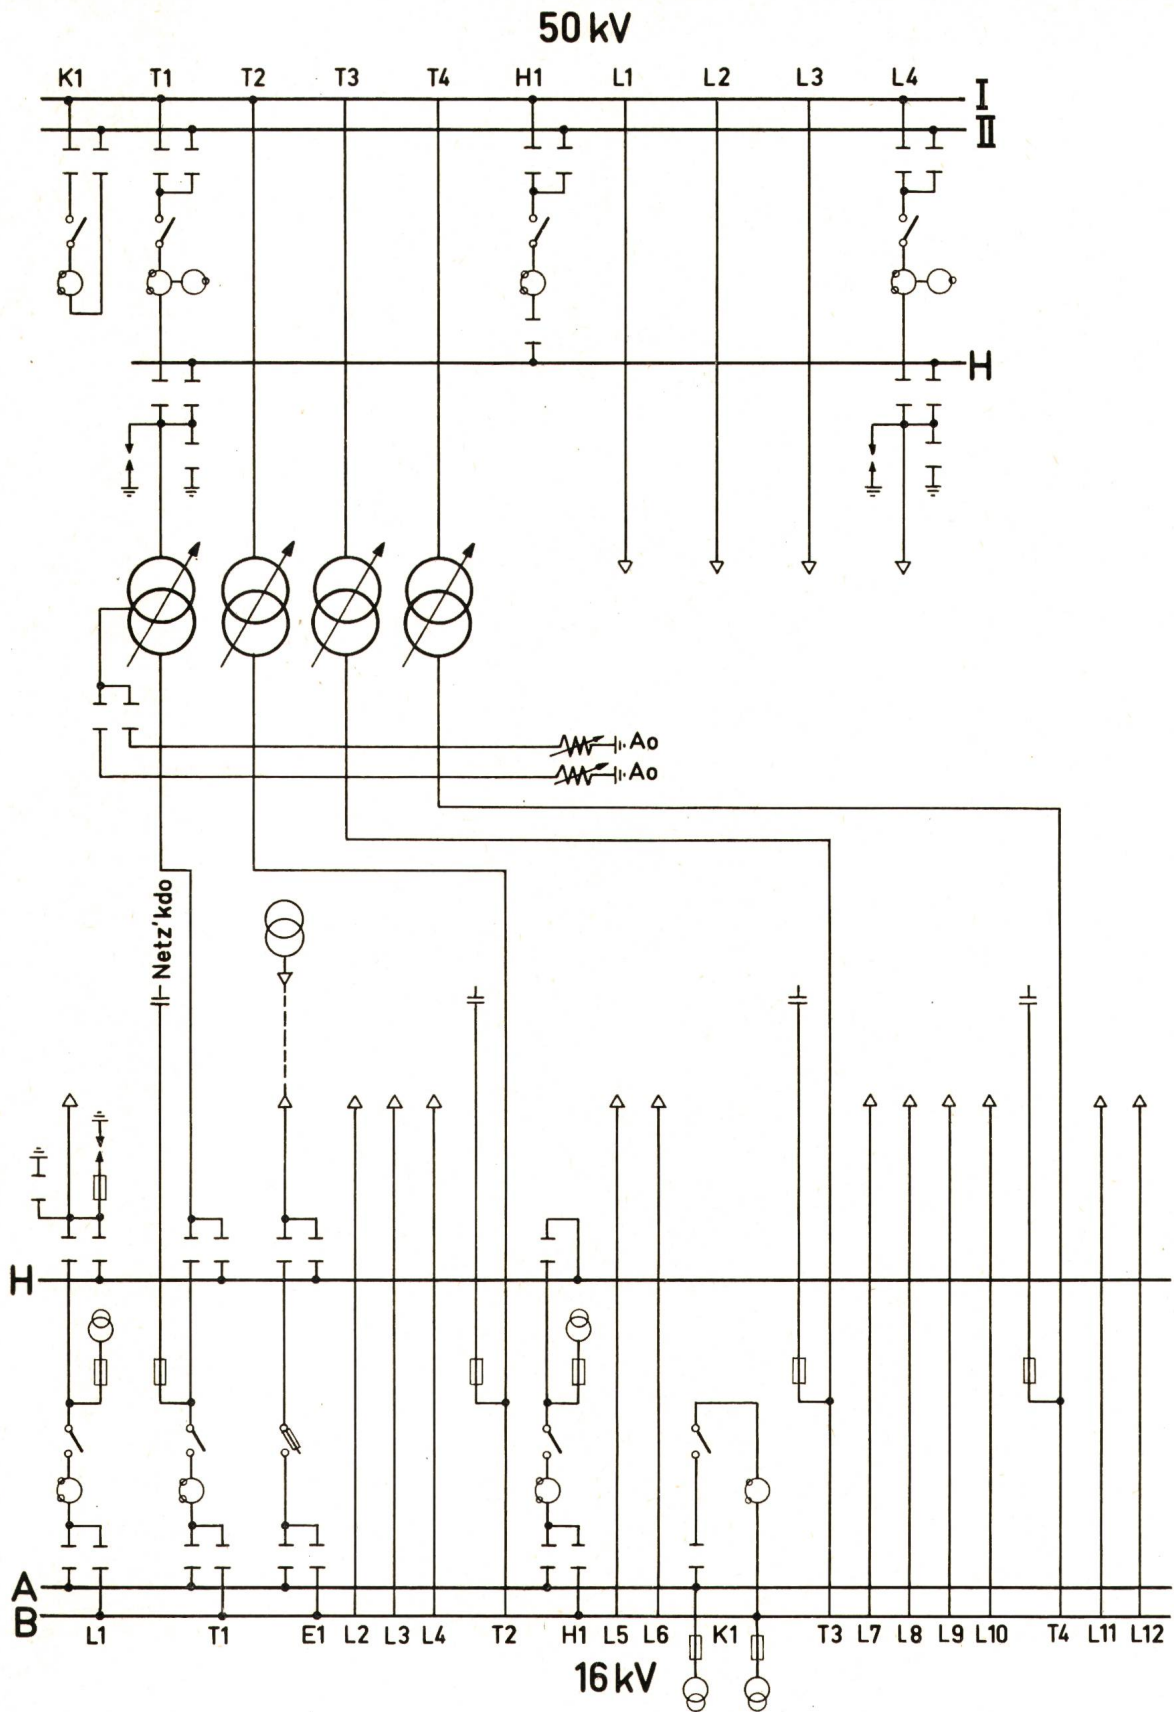 50 kV
K1 T1 T2 T3 T4 H1 L1 L2 L3 L4
I
II
H
Ao
Ao
Netz'kdo
H
A
B
L1 T1 E1 L2 L3 L4 T2 H1 L5 L6 K1 T3 L7 L8 L9 L10 T4 L11 L12
16 kV